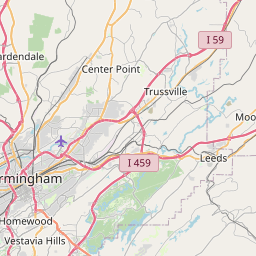 I 59
ardendale
Center Point
Trussville
Moo
I 459
Leeds
rmingham
Homewood
Vestavia Hills